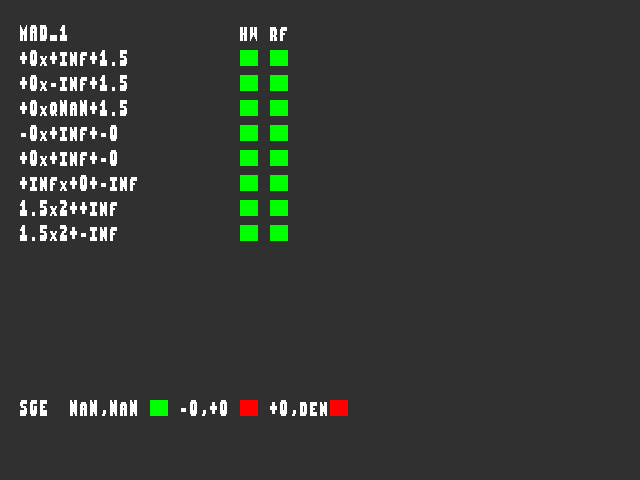 MAD_1 HW RF
+0x+INF+1.5
+0x-INF+1.5
+0xQNAN+1.5
-0x+INF+-0
+0x+INF+-0
+INFx+0+-INF
1.5x2++INF
1.5x2+-INF
SGE NAN,NAN -0,+0 +0,DEN